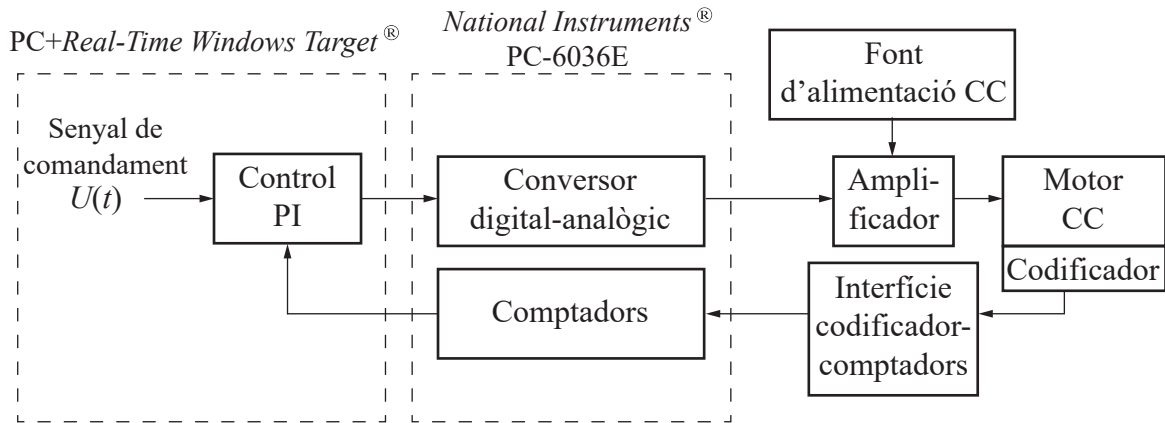 PC+Real-Time Windows Target ®
National Instruments ®
PC-6036E
Font
d’alimentació CC
Senyal de
comandament
U(t)
Control
PI
Conversor
digital-analògic
Ampli-
ficador
Motor
CC
Codificador
Comptadors
Interfície
codificador-
comptadors